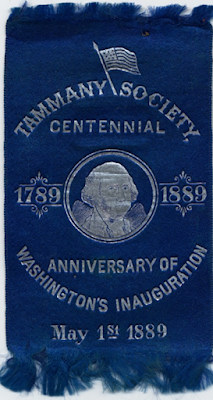 TAMMANY SOCIETY,
CENTENNIAL
1789 1889
ANNIVERSARY OF
WASHINGTON'S INAUGURATION
May 1st 1889